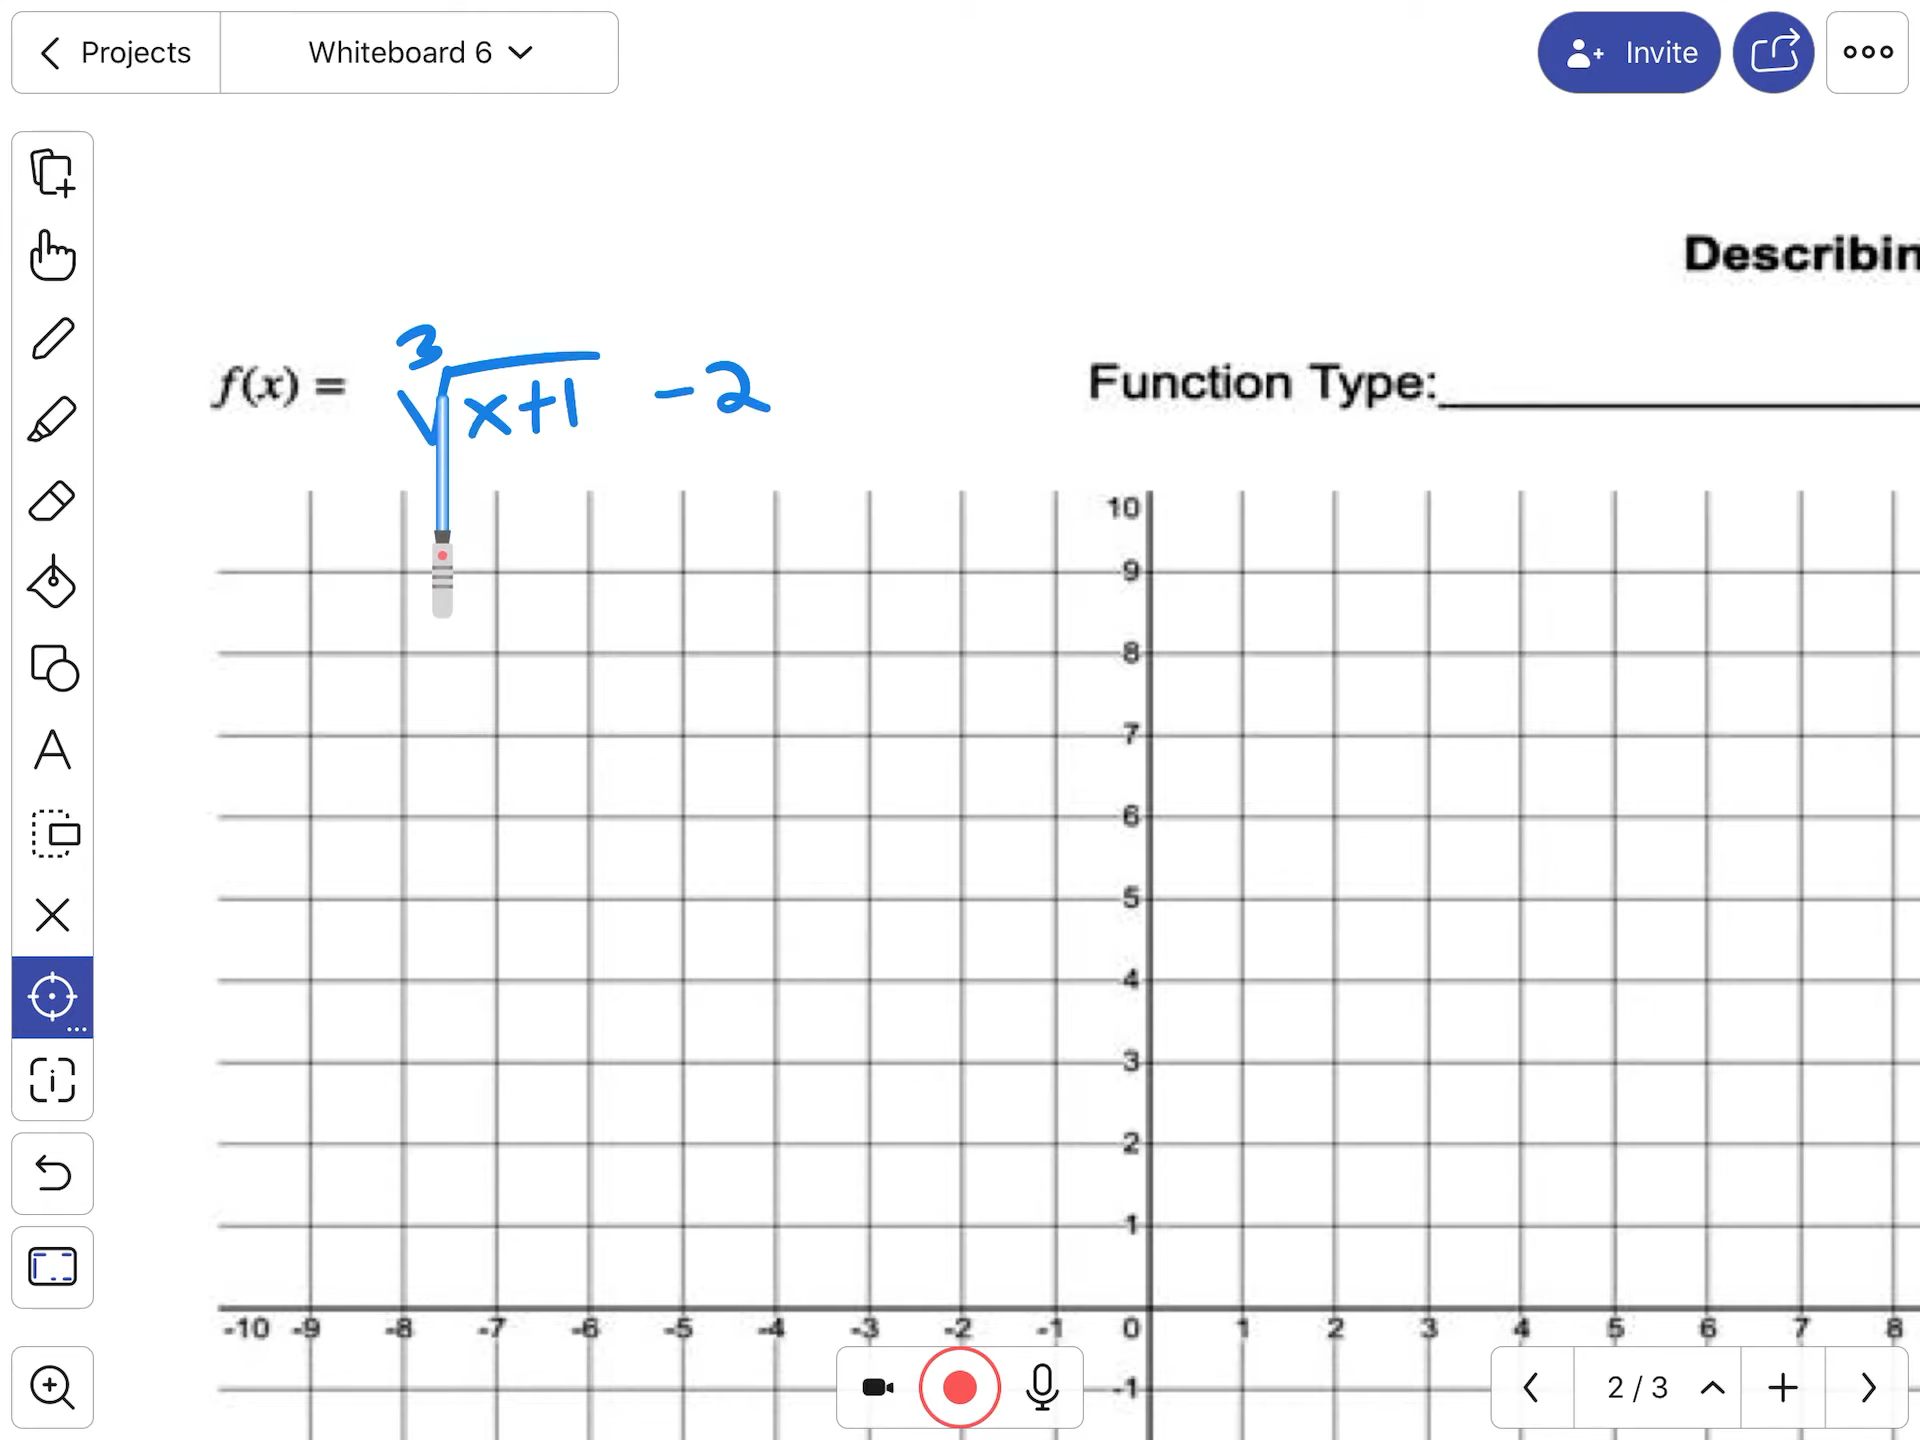 Projects
Whiteboard 6
Invite
Describin
f(x) = ∛x+1 -2
Function Type:
10
9
8
7
6
5
4
3
2
1
-10 -9 -8 -7 -6 -5 -4 -3 -2 -1 0 1 2 3 4 5 6 7 8
-1
2 / 3